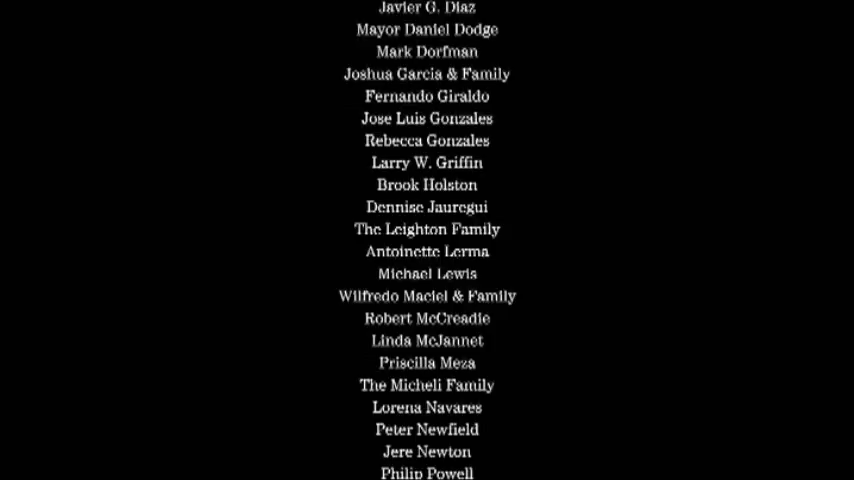 Javier G. Diaz
Mayor Daniel Dodge
Mark Dorfman
Joshua Garcia & Family
Fernando Giraldo
Jose Luis Gonzales
Rebecca Gonzales
Larry W. Griffin
Brook Holston
Dennise Jauregui
The Leighton Family
Antoinette Lerma
Michael Lewis
Wilfredo Maciel & Family
Robert McCreadie
Linda McJannet
Priscilla Meza
The Micheli Family
Lorena Navares
Peter Newfield
Jere Newton
Philip Powell